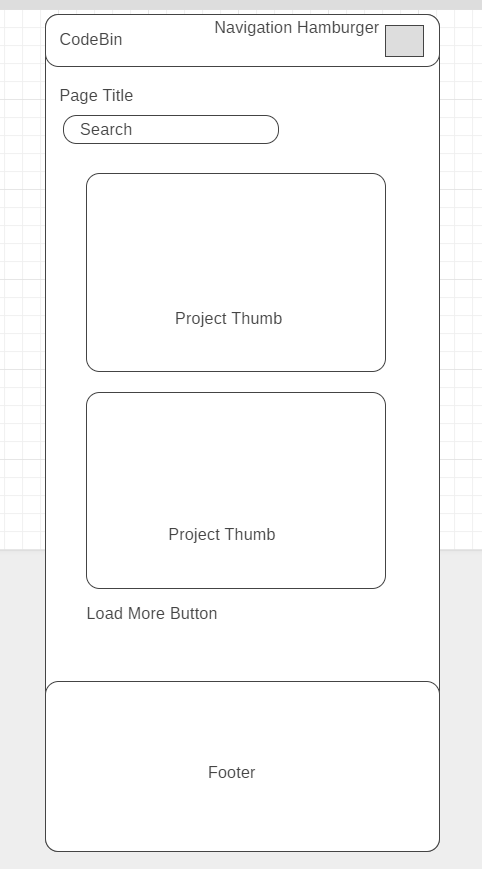 CodeBin
Navigation Hamburger
Page Title
Search
Project Thumb
Project Thumb
Load More Button
Footer